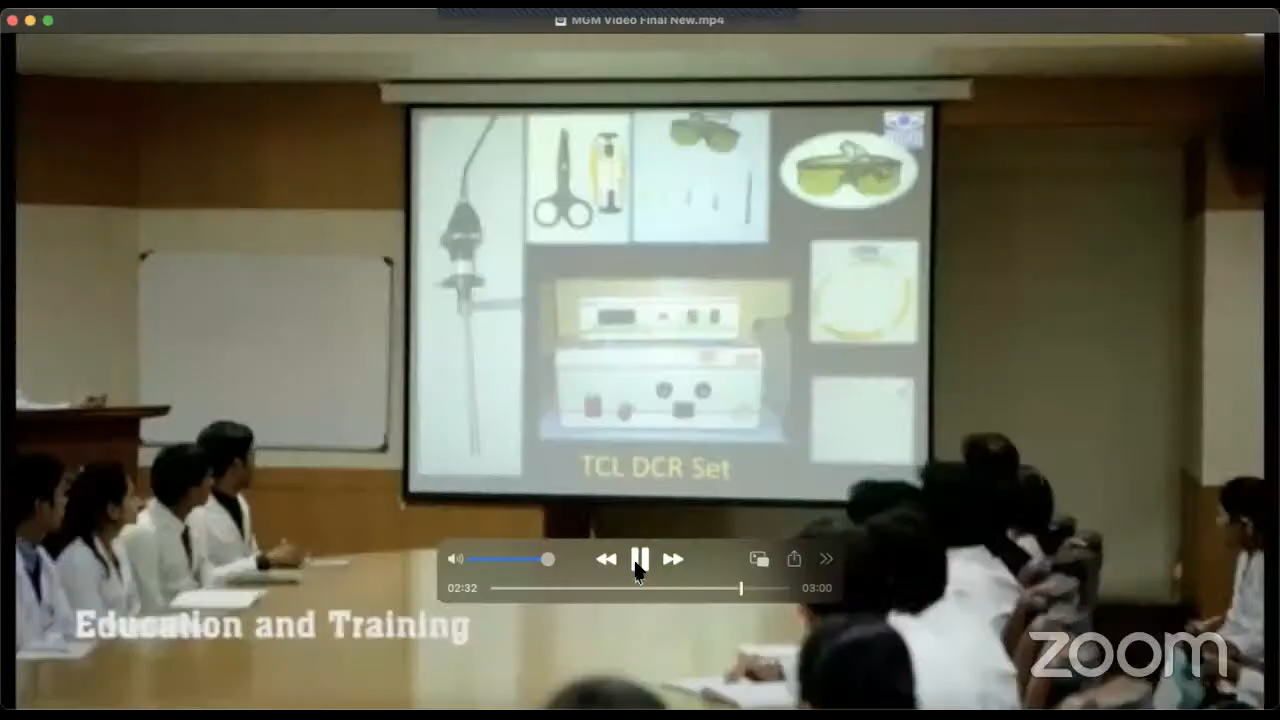 MGM Video Final New.mp4
TCL DCR Set
02:32
03:00
Education and Training
zoom